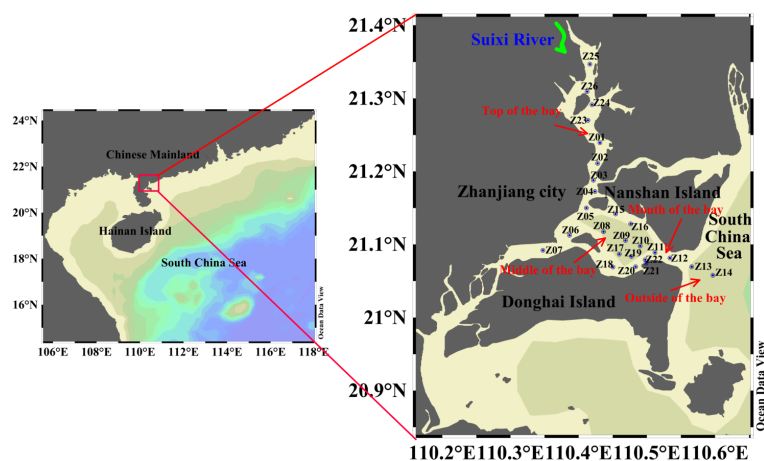 24°N
22°N
20°N
18°N
16°N
106°E
108°E
110°E
112°E
114°E
116°E
118°E
Chinese Mainland
Hainan Island
South China Sea
Ocean Data View
21.4°N
21.3°N
21.2°N
21.1°N
21°N
20.9°N
110.2°E
110.3°E
110.4°E
110.5°E
110.6°E
Suixi River
Z25
Z26
Z24
Z23
Top of the bay
Z01
Z02
Z03
Z04
Zhanjiang city
Nanshan Island
Z05
Z15
Mouth of the bay
South
China
Sea
Z06
Z08
Z16
Z07
Z09
Z17
Z10
Z11
Z19
Z22
Z12
Z18
Z20
Z21
Z13
Z14
Middle of the bay
Donghai Island
Outside of the bay
Ocean Data View